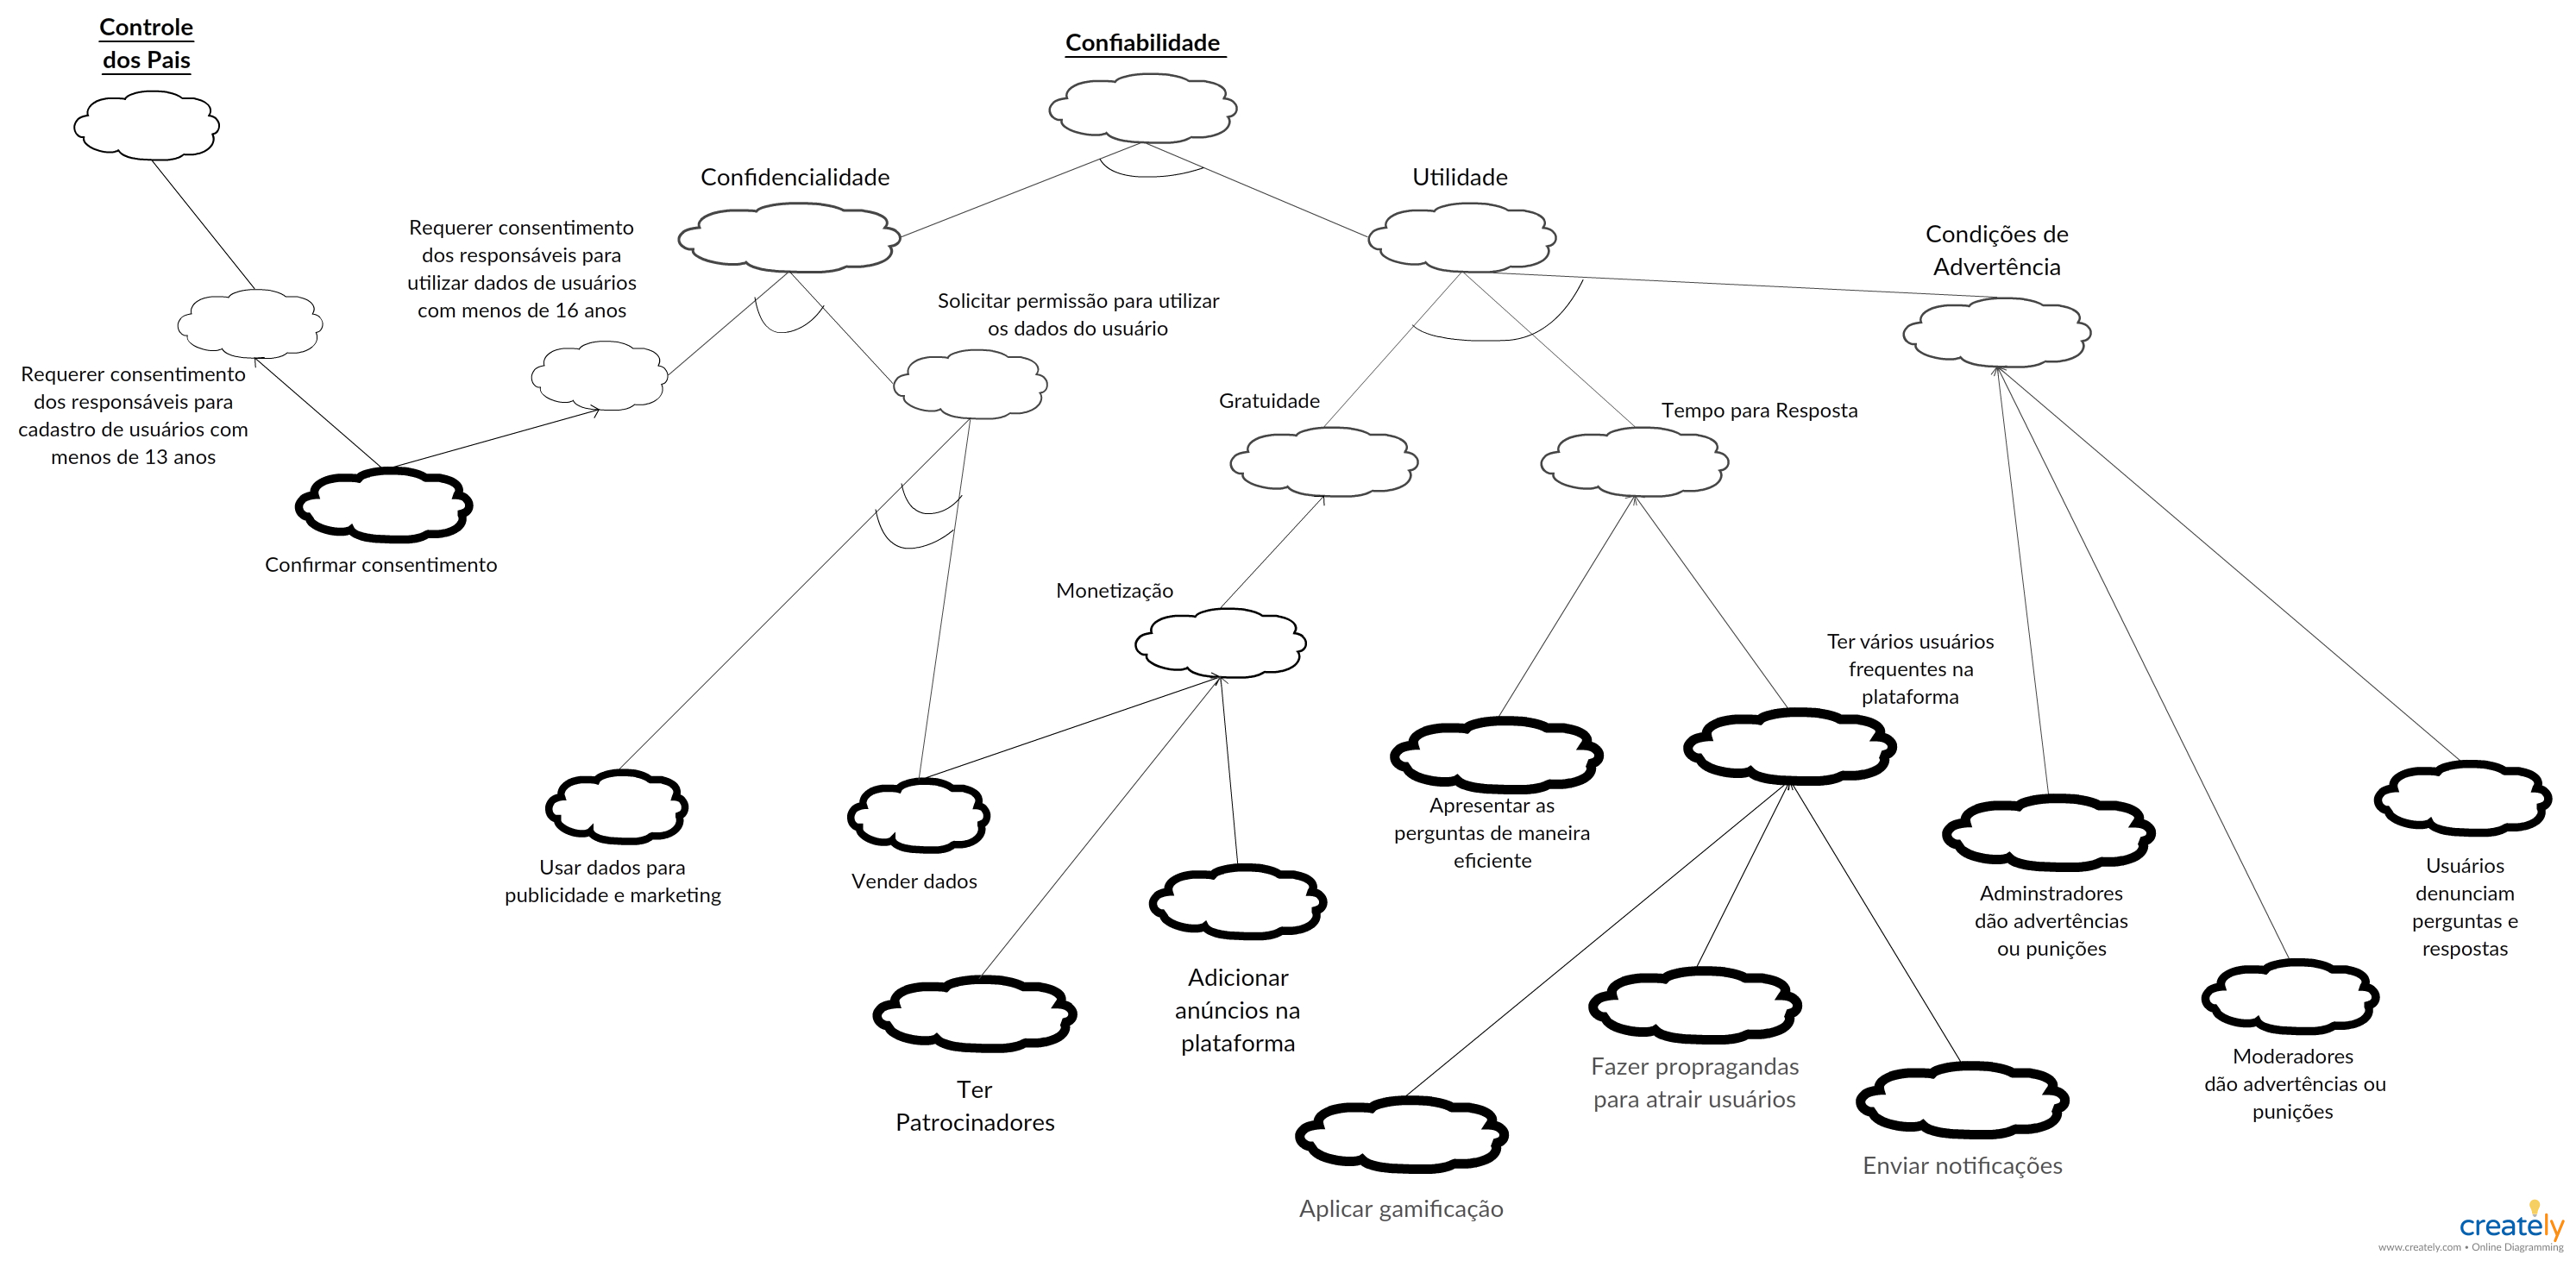 Controle
dos Pais
Confiabilidade
Confidencialidade
Utilidade
Requerer consentimento
dos responsáveis para
utilizar dados de usuários
com menos de 16 anos
Condições de
Advertência
Solicitar permissão para utilizar
os dados do usuário
Requerer consentimento
dos responsáveis para
cadastro de usuários com
menos de 13 anos
Gratuidade
Tempo para Resposta
Confirmar consentimento
Monetização
Ter vários usuários
frequentes na
plataforma
Apresentar as
perguntas de maneira
eficiente
Usar dados para
publicidade e marketing
Vender dados
Adminstradores
dão advertências
ou punições
Usuários
denunciam
perguntas e
respostas
Adicionar
anúncios na
plataforma
Ter
Patrocinadores
Fazer propragandas
para atrair usuários
Moderadores
dão advertências ou
punições
Enviar notificações
Aplicar gamificação
creately
www.creately.com • Online Diagramming